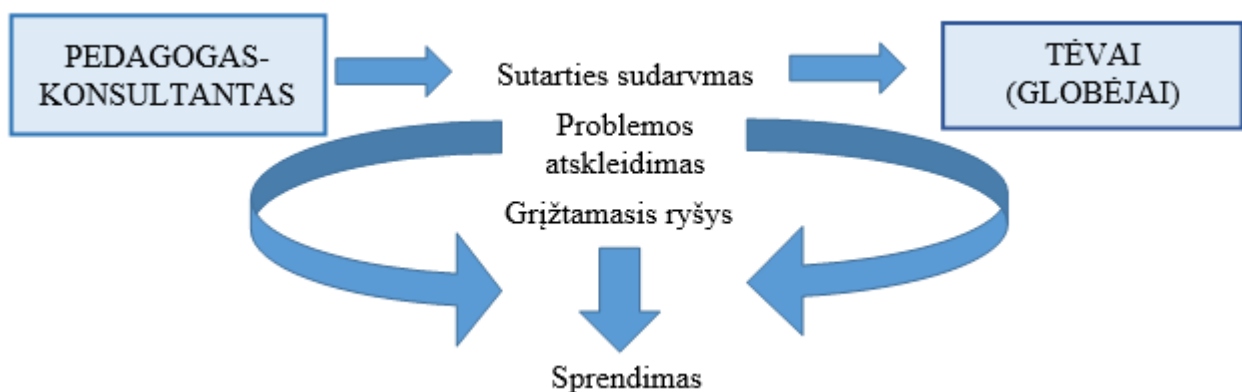 PEDAGOGAS-
KONSULTANTAS
Sutarties sudarymas
TĖVAI
(GLOBĖJAI)
Problemos
atskleidimas
Grįžtamasis ryšys
Sprendimas